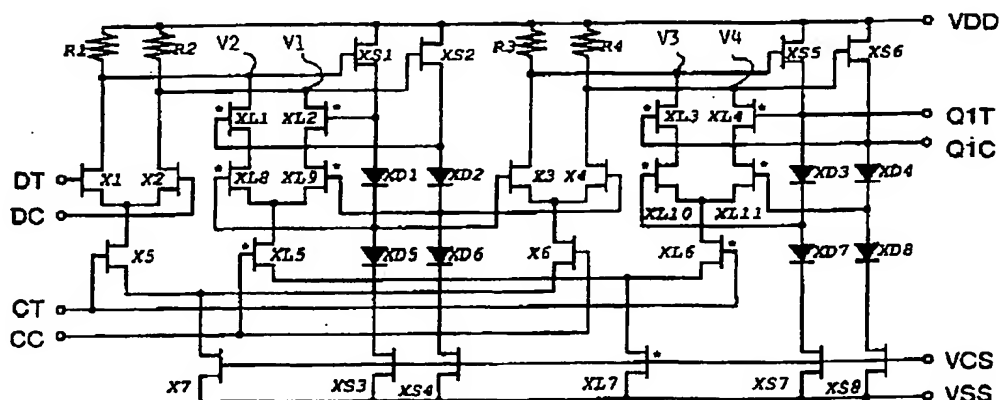 VDD
R1 R2 V2 V1 XS1 XS2 R3 R4 V3 V4 XS5 XS6
* XL1 XL2 * * XL3 XL4 * Q1T
QiC
DT X1 X2 * XL8 XL9 * XD1 XD2 X3 X4 * * XD3 XD4
DC XL10 XL11
X5 * XL5 XD5 XD6 X6 XL6 * XD7 XD8
CT
CC
VCS
X7 XS3 XS4 XL7 * XS7 XS8
VSS